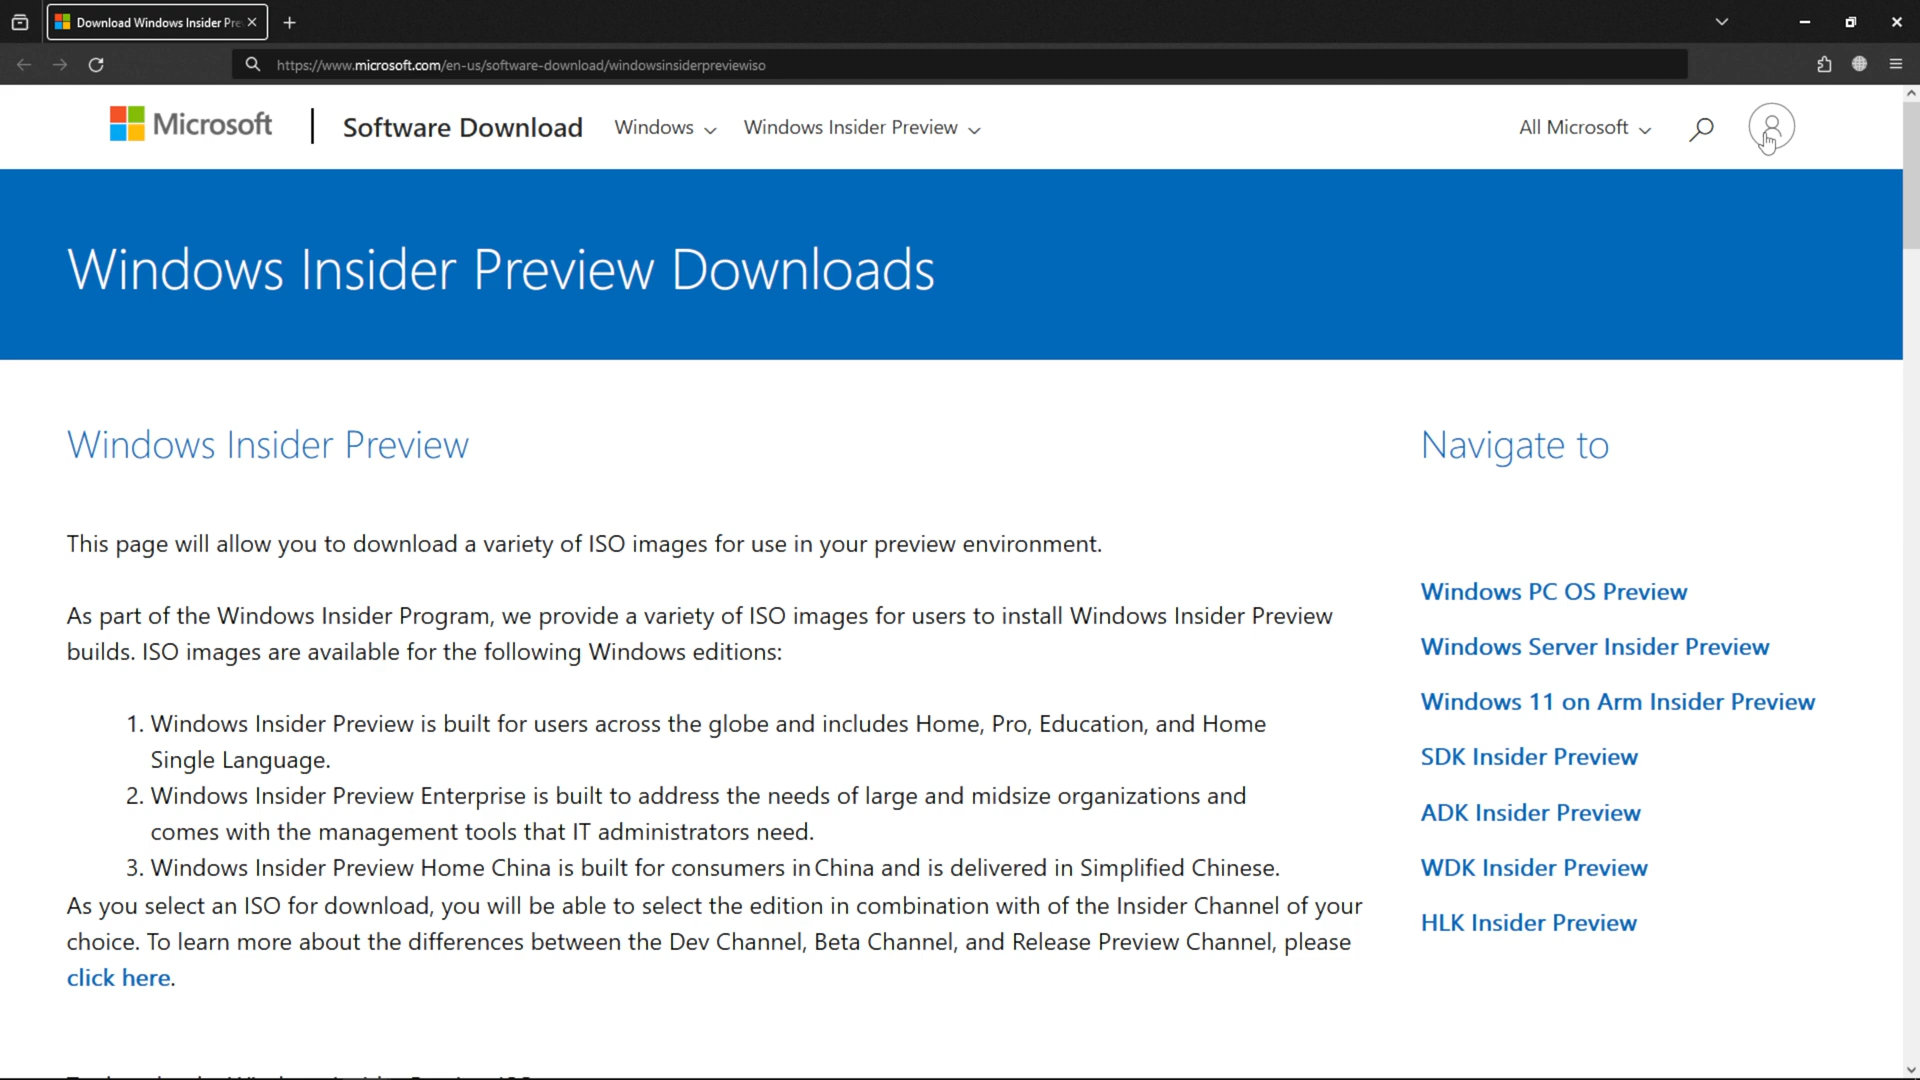 Download Windows Insider Pre
https://www.microsoft.com/en-us/software-download/windowsinsiderpreviewiso
Microsoft
Software Download
Windows
Windows Insider Preview
All Microsoft
Windows Insider Preview Downloads
Windows Insider Preview
This page will allow you to download a variety of ISO images for use in your preview environment.
As part of the Windows Insider Program, we provide a variety of ISO images for users to install Windows Insider Preview
builds. ISO images are available for the following Windows editions:
1. Windows Insider Preview is built for users across the globe and includes Home, Pro, Education, and Home
Single Language.
2. Windows Insider Preview Enterprise is built to address the needs of large and midsize organizations and
comes with the management tools that IT administrators need.
3. Windows Insider Preview Home China is built for consumers in China and is delivered in Simplified Chinese.
As you select an ISO for download, you will be able to select the edition in combination with of the Insider Channel of your
choice. To learn more about the differences between the Dev Channel, Beta Channel, and Release Preview Channel, please
click here.
Navigate to
Windows PC OS Preview
Windows Server Insider Preview
Windows 11 on Arm Insider Preview
SDK Insider Preview
ADK Insider Preview
WDK Insider Preview
HLK Insider Preview